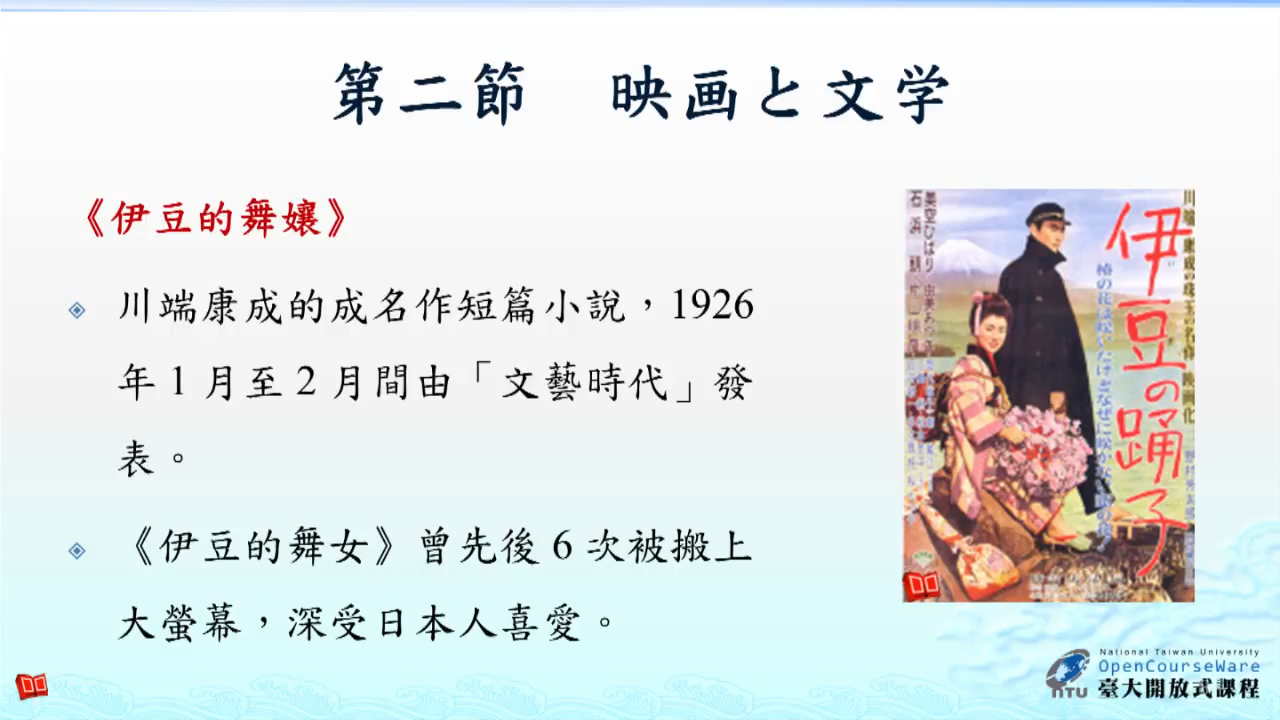 第二節　映画と文学
《伊豆的舞孃》
川端康成的成名作短篇小說，1926
年1月至2月間由「文藝時代」發
表。
《伊豆的舞女》曾先後6次被搬上
大螢幕，深受日本人喜愛。
美空ひばり
石浜朗
伊豆の踊子
National Taiwan University
OpenCourseWare
NTU
臺大開放式課程